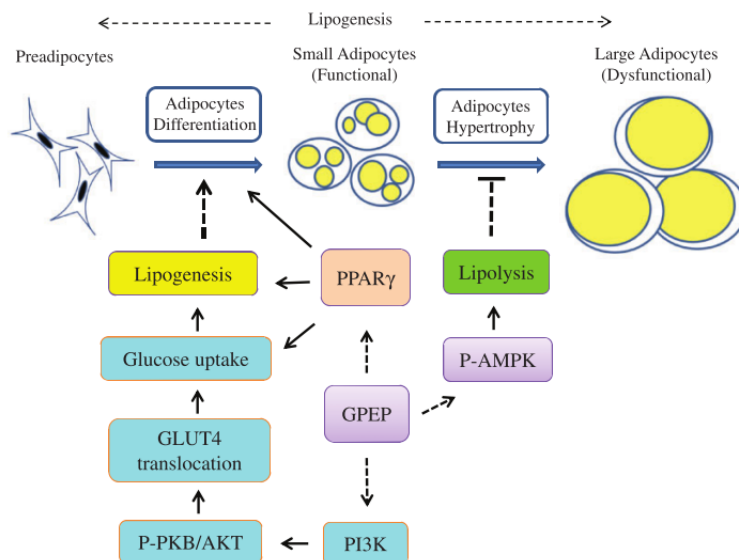 Lipogenesis
Preadipocytes
Small Adipocytes
(Functional)
Large Adipocytes
(Dysfunctional)
Adipocytes
Differentiation
Adipocytes
Hypertrophy
Lipogenesis
PPARγ
Lipolysis
Glucose uptake
P-AMPK
GPEP
GLUT4
translocation
P-PKB/AKT
PI3K